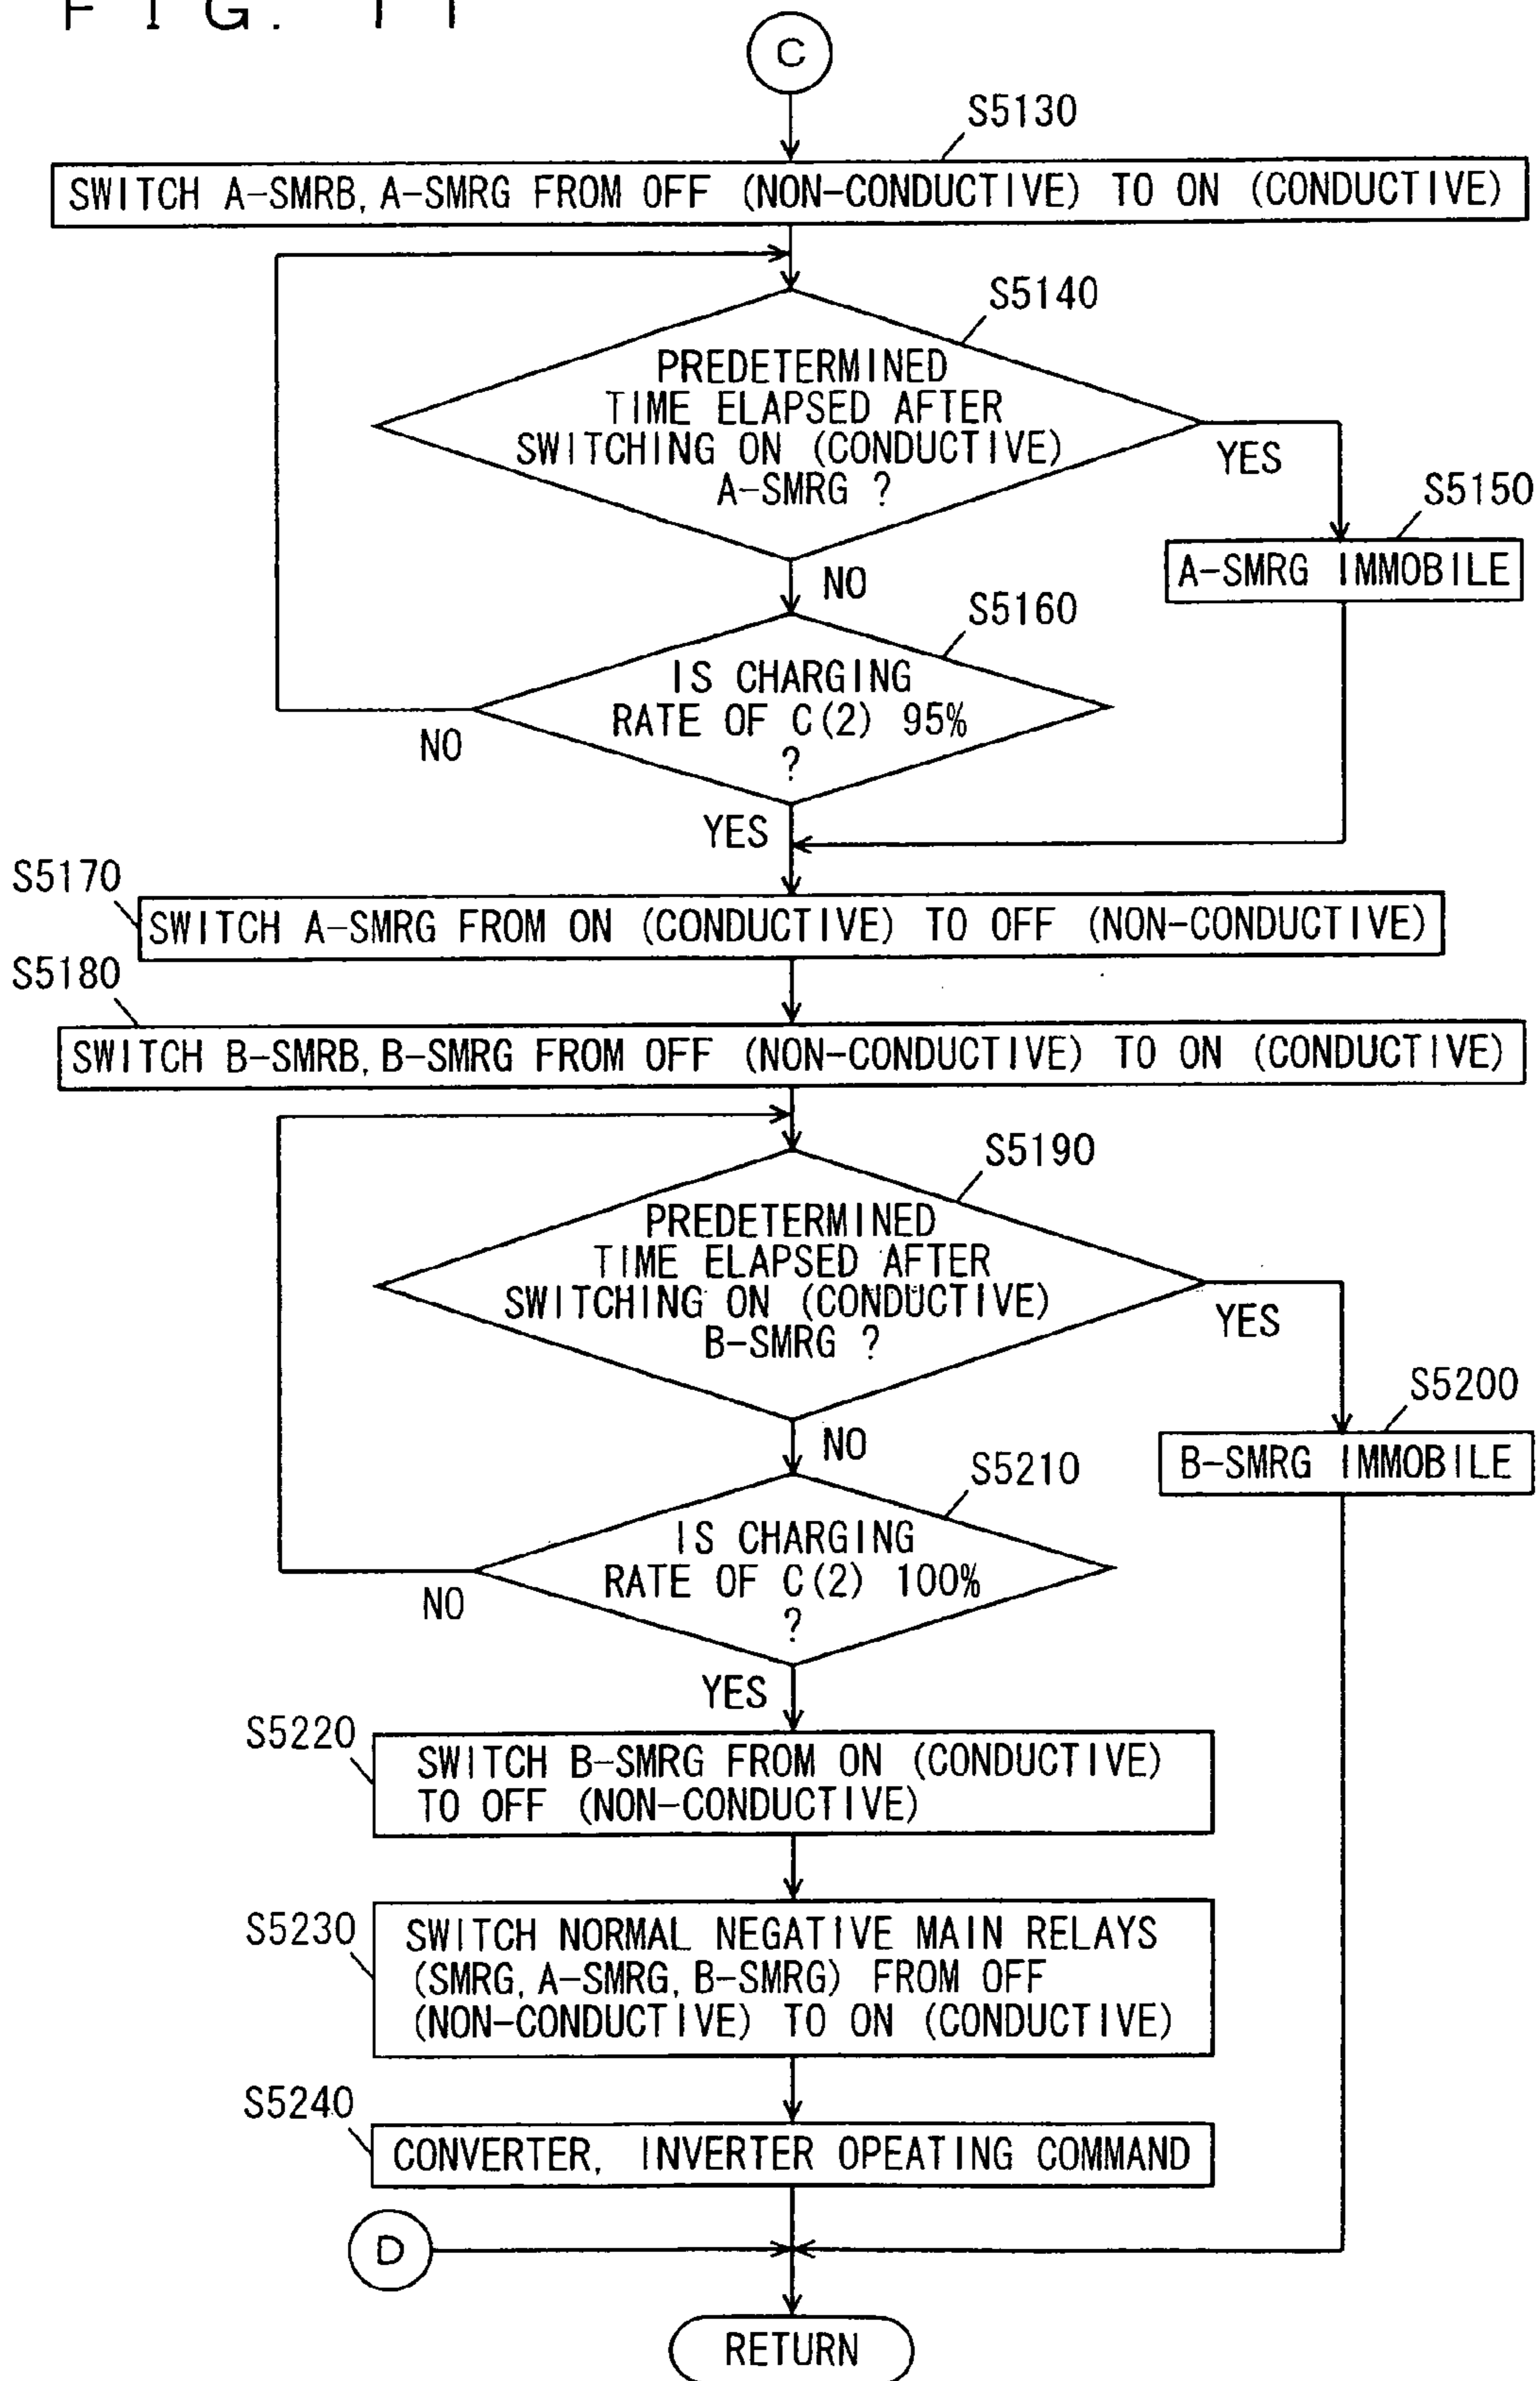 FIG. 11
C
S5130
SWITCH A-SMRB, A-SMRG FROM OFF (NON-CONDUCTIVE) TO ON (CONDUCTIVE)
S5140
PREDETERMINED
TIME ELAPSED AFTER
SWITCHING ON (CONDUCTIVE)
A-SMRG ?
YES
S5150
A-SMRG IMMOBILE
NO
S5160
IS CHARGING
RATE OF C(2) 95%
?
NO
YES
S5170
SWITCH A-SMRG FROM ON (CONDUCTIVE) TO OFF (NON-CONDUCTIVE)
S5180
SWITCH B-SMRB, B-SMRG FROM OFF (NON-CONDUCTIVE) TO ON (CONDUCTIVE)
S5190
PREDETERMINED
TIME ELAPSED AFTER
SWITCHING ON (CONDUCTIVE)
B-SMRG ?
YES
S5200
B-SMRG IMMOBILE
NO
S5210
IS CHARGING
RATE OF C(2) 100%
?
NO
YES
S5220
SWITCH B-SMRG FROM ON (CONDUCTIVE)
TO OFF (NON-CONDUCTIVE)
S5230
SWITCH NORMAL NEGATIVE MAIN RELAYS
(SMRG, A-SMRG, B-SMRG) FROM OFF
(NON-CONDUCTIVE) TO ON (CONDUCTIVE)
S5240
CONVERTER, INVERTER OPEATING COMMAND
D
RETURN